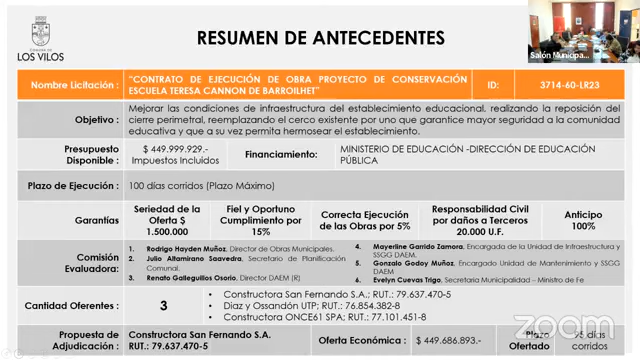 COMUNA DE
LOS VILOS
RESUMEN DE ANTECEDENTES
Salón Municipa...
Nombre Licitación :
"CONTRATO DE EJECUCIÓN DE OBRA PROYECTO DE CONSERVACIÓN
ESCUELA TERESA CANNON DE BARROILHET"
ID:
3714-60-LR23
Objetivo :
Mejorar las condiciones de infraestructura del establecimiento educacional, realizando la reposición del
cierre perimetral, reemplazando el cerco existente por uno que garantice mayor seguridad a la comunidad
educativa y que a su vez permita hermosear el establecimiento.
Presupuesto
Disponible :
$ 449.999.929.-
Impuestos Incluidos
Financiamiento:
MINISTERIO DE EDUCACIÓN -DIRECCIÓN DE EDUCACIÓN
PÚBLICA
Plazo de Ejecución :
100 días corridos (Plazo Máximo)
Garantías
Seriedad de la
Oferta $
1.500.000
Fiel y Oportuno
Cumplimiento por
15%
Correcta Ejecución
de las Obras por 5%
Responsabilidad Civil
por daños a Terceros
20.000 U.F.
Anticipo
100%
Comisión
Evaluadora:
1. Rodrigo Hayden Muñoz, Director de Obras Municipales.
2. Julio Altamirano Saavedra, Secretario de Planificación
Comunal.
3. Renato Galleguillos Osorio, Director DAEM (R)
4. Mayerline Garrido Zamora, Encargada de la Unidad de Infraestructura y
SSGG DAEM.
5. Gonzalo Godoy Muñoz, Encargado Unidad de Mantenimiento y SSGG
DAEM
6. Evelyn Cuevas Trigo, Secretaria Municipalidad – Ministro de Fe
Cantidad Oferentes :
3
• Constructora San Fernando S.A.; RUT.: 79.637.470-5
• Diaz y Ossandón UTP; RUT.: 76.854.382-8
• Constructora ONCE61 SPA; RUT.: 77.101.451-8
Propuesta de
Adjudicación :
Constructora San Fernando S.A.
RUT.: 79.637.470-5
Oferta Económica :
$ 449.686.893.-
Plazo
Ofertado
75 días
corridos
zoom